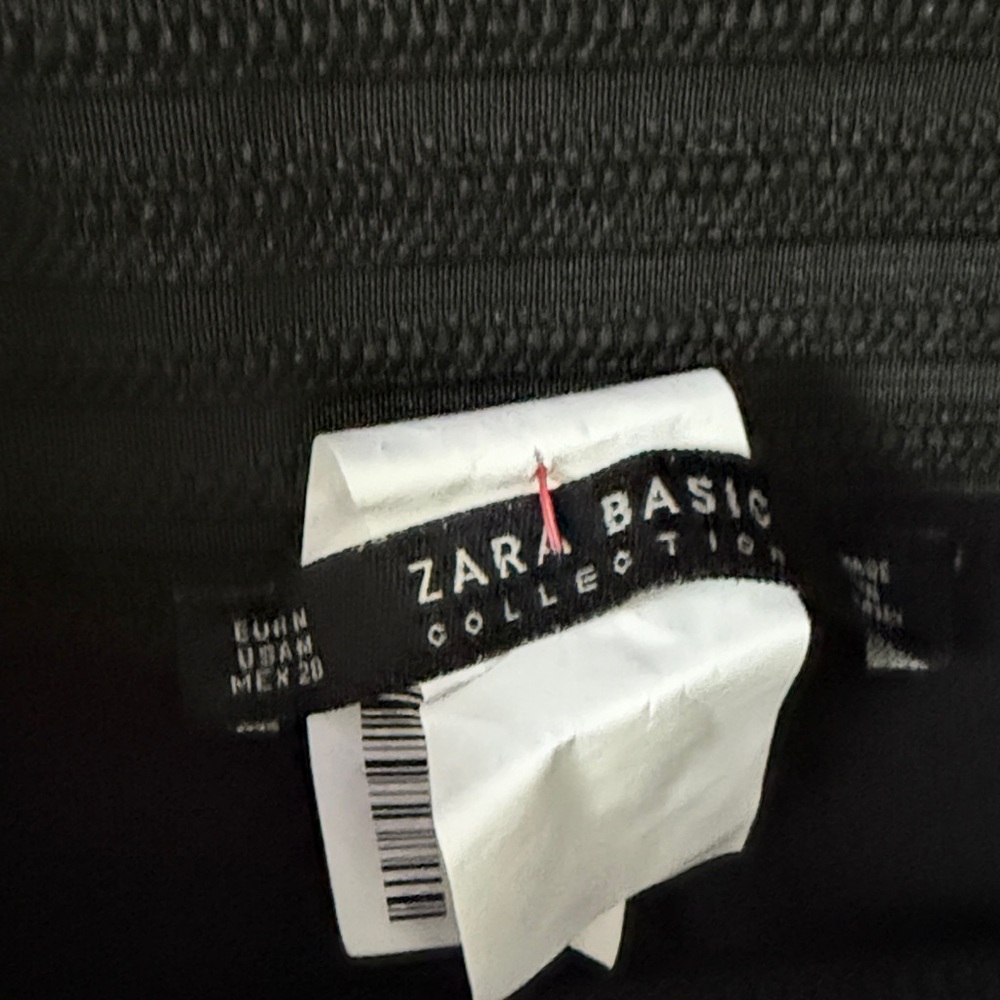 ZARA BASIC
COLLECTION
EUR M
USA M
MEX 28